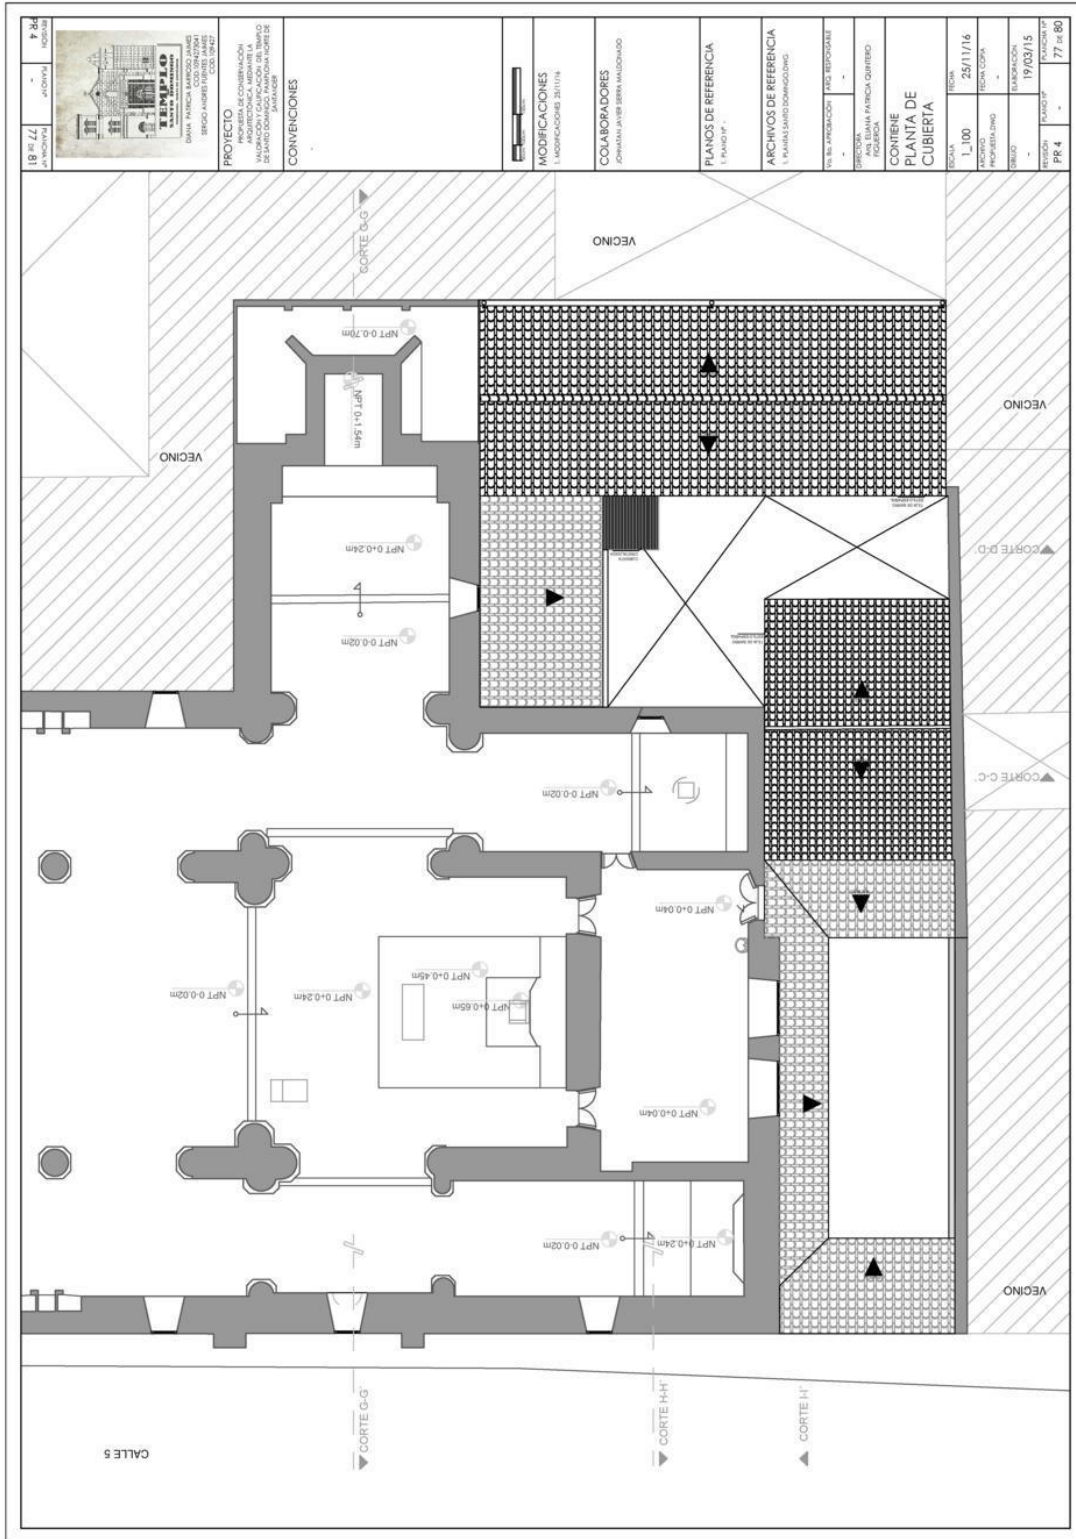 TEMPLO
SANTO DOMINGO
DIANA PATRICIA BARROSO JAIMES
SERGIO ANDRES FUENTES JAIMES
PROYECTO
PROPUESTA DE CONSERVACIÓN
ARQUITECTÓNICA, MEDIANTE LA
VALORACIÓN Y CALIFICACIÓN DEL TEMPLO
DE SANTO DOMINGO, PAMPLONA NORTE DE
SANTANDER
CONVENCIONES
MODIFICACIONES
1. MODIFICACIONES 25/11/16
COLABORADORES
JOHNATAN JAVIER SIERRA MALDONADO
PLANOS DE REFERENCIA
1. PLANO Nº -
ARCHIVOS DE REFERENCIA
1. PLANTAS SANTO DOMINGO.DWG
Vo. Bo. APROBACIÓN
-
ARQ. RESPONSABLE
-
DIRECTORA
ARQ. ELIANA PATRICIA QUINTERO
FIGUEROA
CONTIENE
PLANTA DE
CUBIERTA
ESCALA
1_100
FECHA
25/11/16
ARCHIVO
PROPUESTA.DWG
FECHA COPIA
-
DIBUJO
-
ELABORACIÓN
19/03/15
REVISIÓN
PR 4
PLANO Nº
-
PLANCHA Nº
77 DE 80
REVISIÓN
PR 4
PLANO Nº
-
PLANCHA Nº
77 DE 81
CORTE G-G'
VECINO
VECINO
VECINO
VECINO
NPT 0-0.70m
NPT 0+1.54m
NPT 0+0.24m
NPT 0-0.02m
NPT 0-0.02m
NPT 0+0.04m
NPT 0-0.02m
NPT 0+0.24m
NPT 0+0.45m
NPT 0+0.65m
NPT 0+0.04m
NPT 0-0.02m
NPT 0+0.24m
CORTE D-D'
CORTE C-C'
CORTE G-G'
CORTE H-H'
CORTE I-I'
CALLE 5